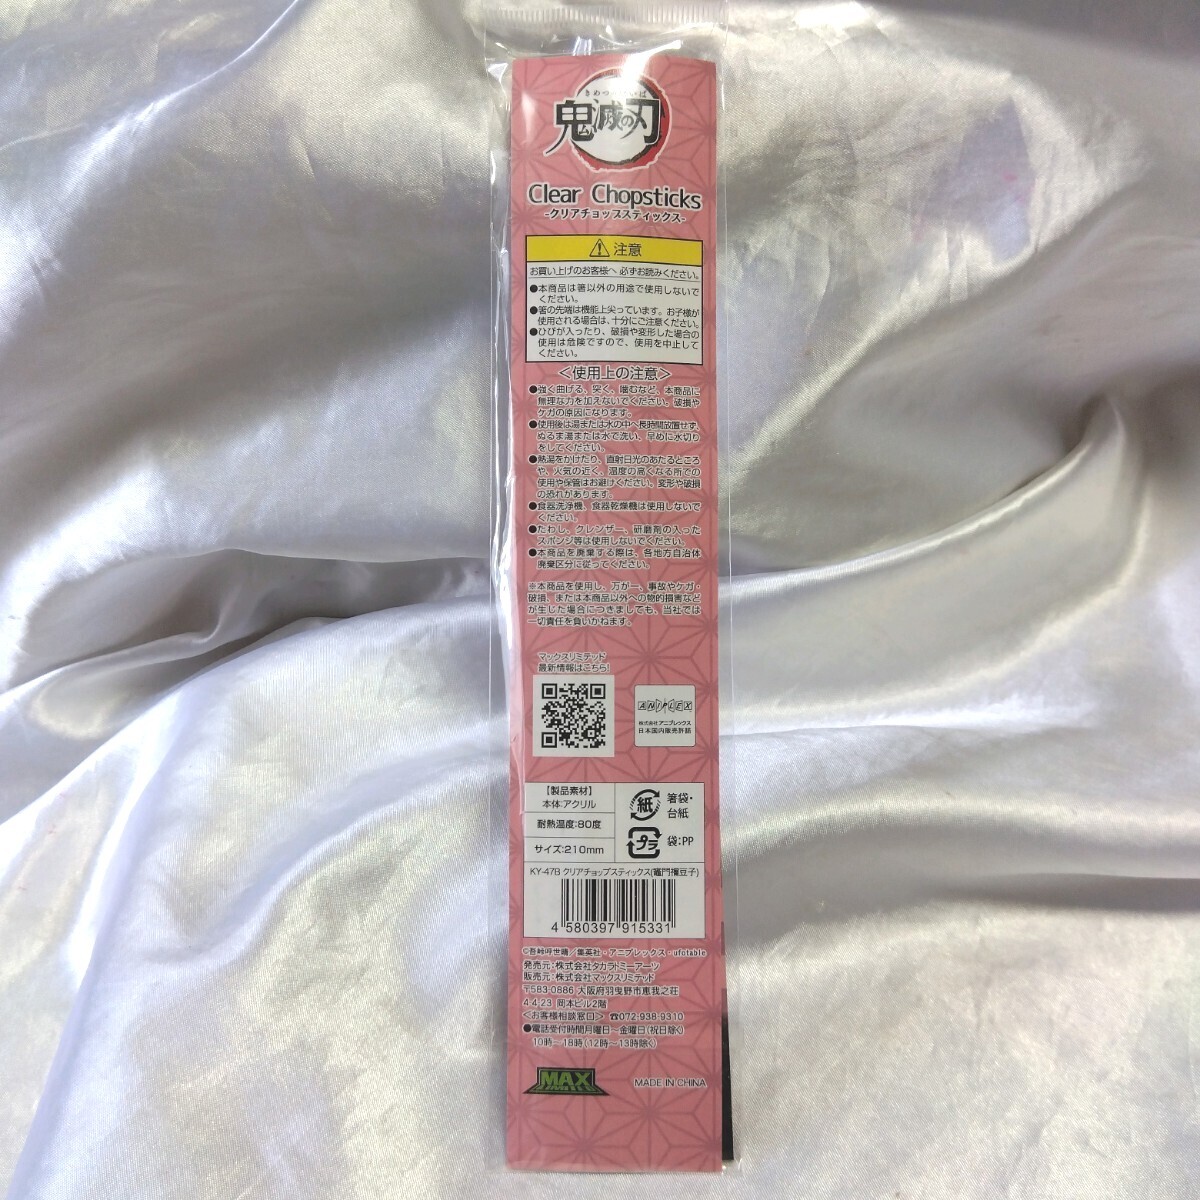 きめつのやいば
鬼滅の刃
Clear Chopsticks
-クリアチョップスティックス-
注意
お買い上げのお客様へ 必ずお読みください。
●本商品は箸以外の用途で使用しないで
ください。
●箸の先端は機能上尖っています。お子様が
使用される場合は、十分にご注意ください。
●ひびが入ったり、破損や変形した場合の
使用は危険ですので、使用を中止して
ください。
＜使用上の注意＞
●強く曲げる、突く、噛むなど、本商品に
無理な力を加えないでください。破損や
ケガの原因になります。
●使用後は湯または水の中へ長時間放置せず、
ぬるま湯または水で洗い、早めに水切り
をしてください。
●熱湯をかけたり、直射日光のあたるところ
や、火気の近く、温度の高くなる所での
使用や保管はお避けください。変形や破損
の恐れがあります。
●食器洗浄機、食器乾燥機は使用しないで
ください。
●たわし、クレンザー、研磨剤の入った
スポンジ等は使用しないでください。
●本商品を廃棄する際は、各地方自治体
廃棄区分に従ってください。
※本商品を使用し、万が一、事故やケガ・
破損、または本商品以外への物的損害など
が生じた場合につきましても、当社では
一切責任を負いかねます。
マックスリミテッド
最新情報はこちら!
ANIPLEX
株式会社アニプレックス
日本国内販売許諾
【製品素材】
本体:アクリル
耐熱温度:80度
サイズ:210mm
紙 箸袋・
台紙
プラ 袋:PP
KY-47B クリアチョップスティックス(竈門禰豆子)
4 580397 915331
©吾峠呼世晴／集英社・アニプレックス・ufotable
発売元:株式会社タカラトミーアーツ
販売元:株式会社マックスリミテッド
〒583-0886 大阪府羽曳野市恵我之荘
4-4-23 岡本ビル2階
＜お客様相談窓口＞ ☎072-938-9310
●電話受付時間月曜日～金曜日(祝日除く)
10時～18時(12時～13時除く)
MAX
LIMITED
MADE IN CHINA